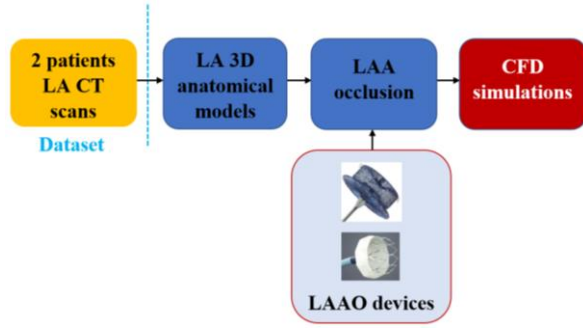 2 patients
LA CT
scans
Dataset
LA 3D
anatomical
models
LAA
occlusion
CFD
simulations
LAAO devices